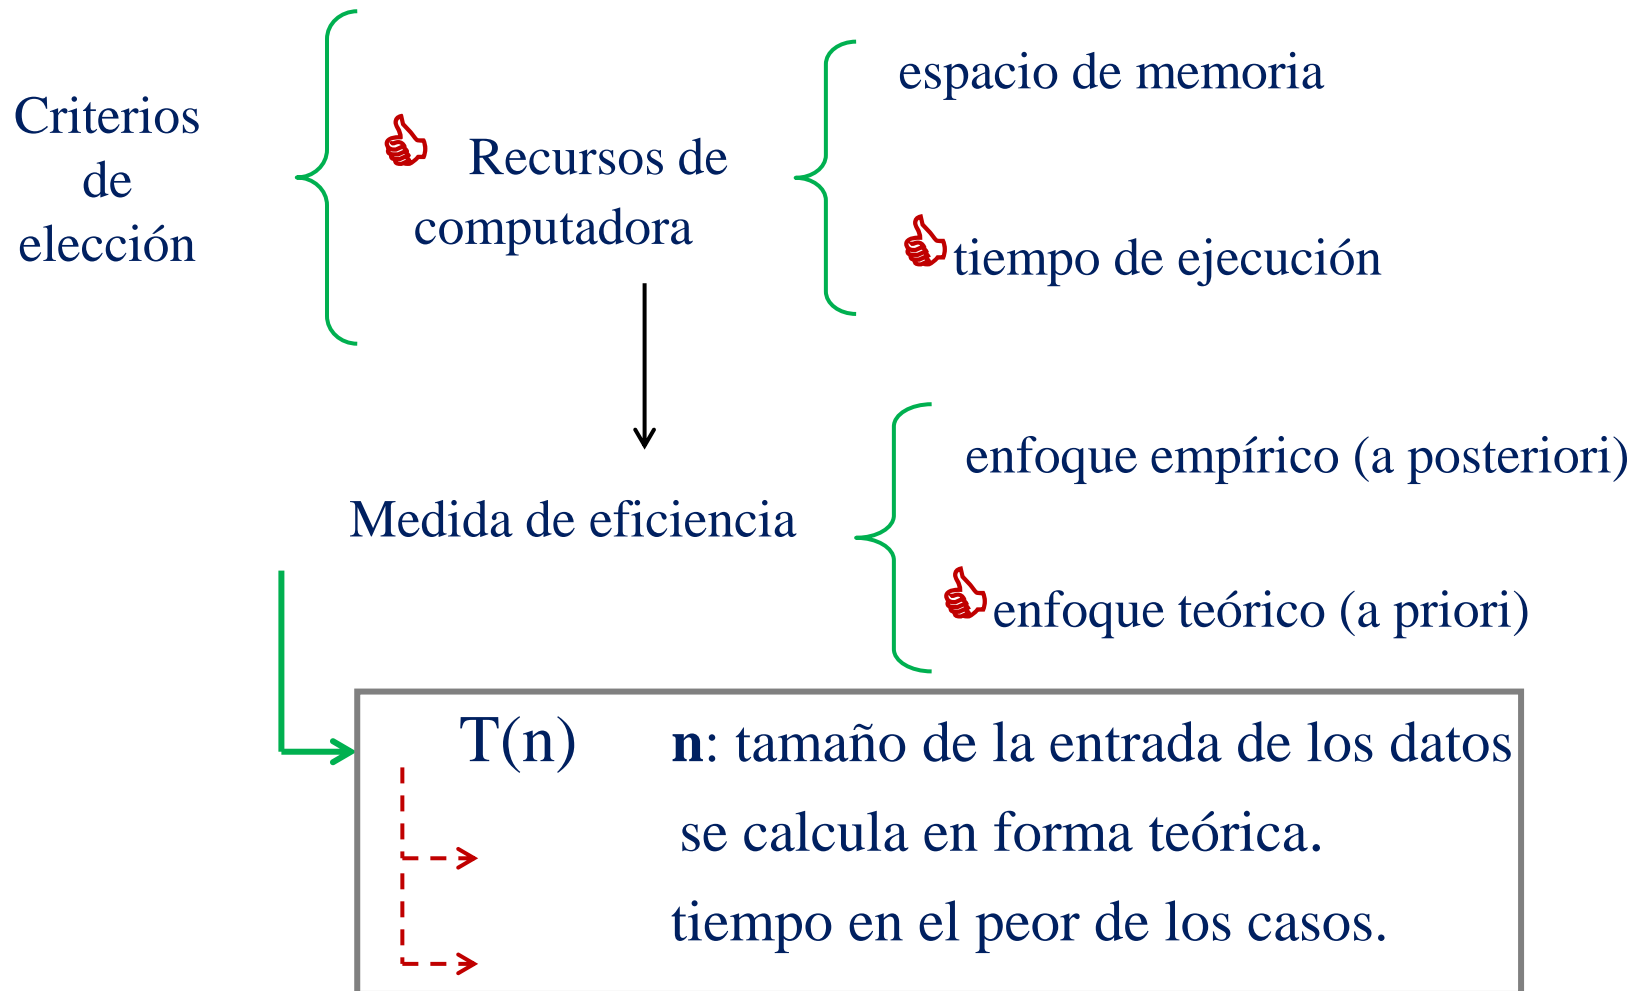 Criterios
de
elección
Recursos de
computadora
espacio de memoria
tiempo de ejecución
Medida de eficiencia
enfoque empírico (a posteriori)
enfoque teórico (a priori)
T(n) n: tamaño de la entrada de los datos
se calcula en forma teórica.
tiempo en el peor de los casos.